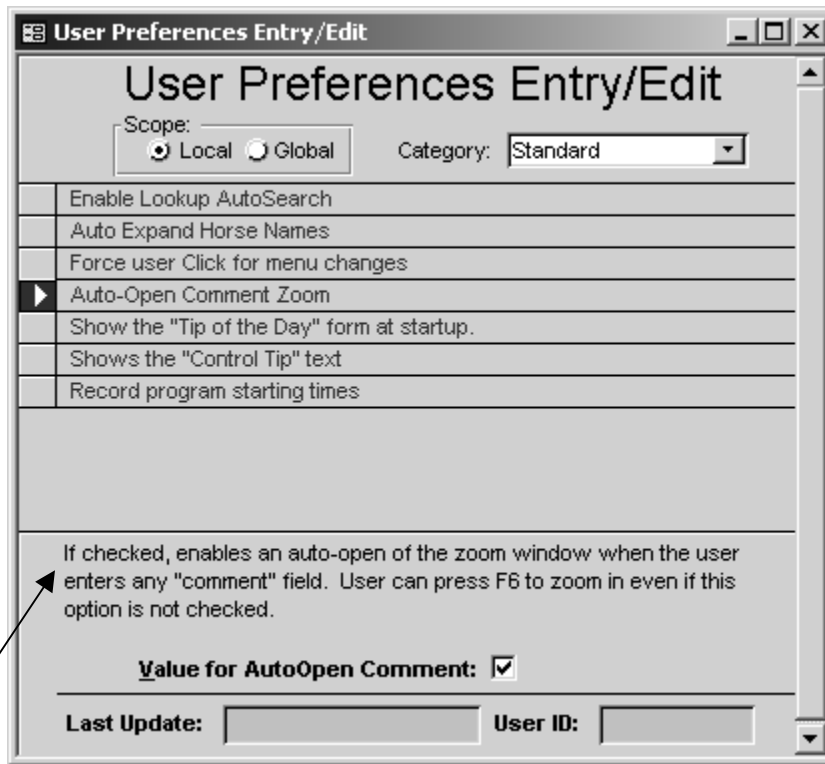 User Preferences Entry/Edit
User Preferences Entry/Edit
Scope:
Local Global Category: Standard
Enable Lookup AutoSearch
Auto Expand Horse Names
Force user Click for menu changes
Auto-Open Comment Zoom
Show the "Tip of the Day" form at startup.
Shows the "Control Tip" text
Record program starting times
If checked, enables an auto-open of the zoom window when the user
enters any "comment" field. User can press F6 to zoom in even if this
option is not checked.
Value for AutoOpen Comment:
Last Update: User ID: